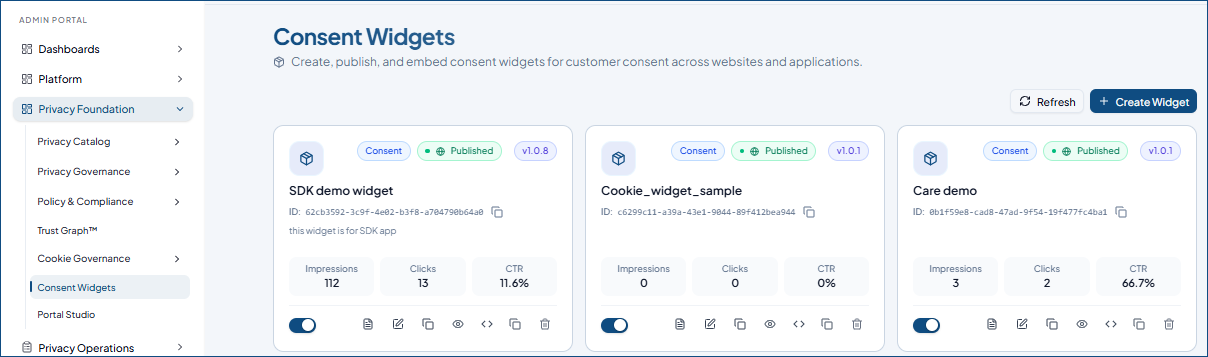 ADMIN PORTAL
Dashboards
Platform
Privacy Foundation
Privacy Catalog
Privacy Governance
Policy & Compliance
Trust Graph™
Cookie Governance
Consent Widgets
Portal Studio
Privacy Operations
Consent Widgets
Create, publish, and embed consent widgets for customer consent across websites and applications.
Refresh
Create Widget
Consent Published v1.0.8
SDK demo widget
ID: 62cb3592-3c9f-4e02-b3f8-a704790b64a0
this widget is for SDK app
Impressions Clicks CTR
112 13 11.6%
Consent Published v1.0.1
Cookie_widget_sample
ID: c6299c11-a39a-43e1-9044-89f412bea944
Impressions Clicks CTR
0 0 0%
Consent Published v1.0.1
Care demo
ID: 0b1f59e8-cad8-47ad-9f54-19f477fc4ba1
Impressions Clicks CTR
3 2 66.7%